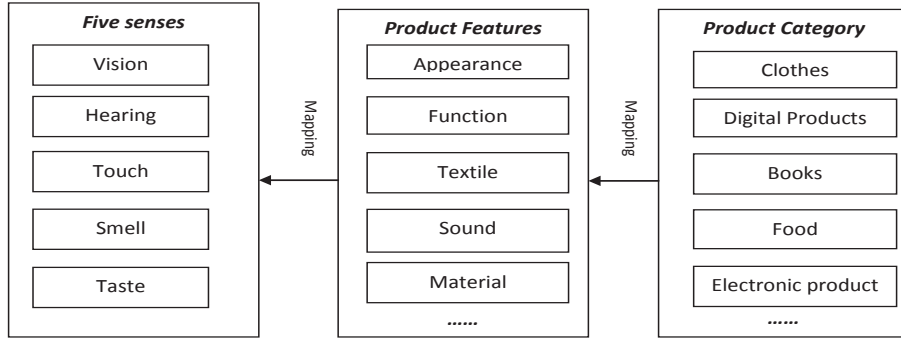 Five senses
Vision
Hearing
Touch
Smell
Taste
Mapping
Product Features
Appearance
Function
Textile
Sound
Material
......
Mapping
Product Category
Clothes
Digital Products
Books
Food
Electronic product
......